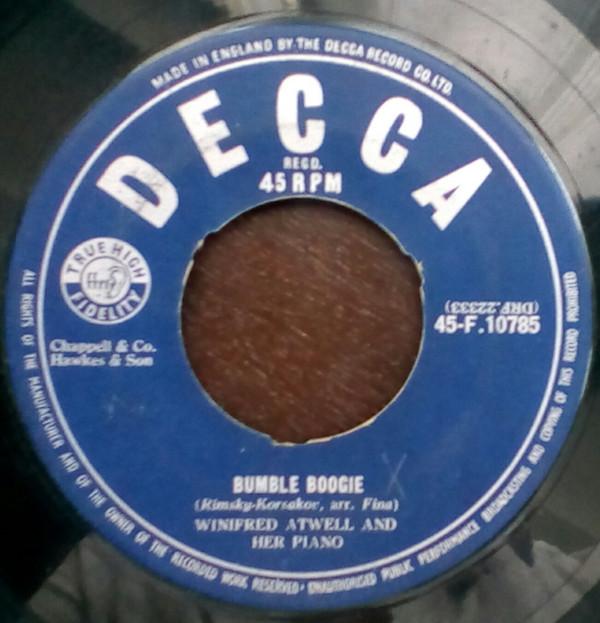 MADE IN ENGLAND BY THE DECCA RECORD CO. LTD.
DECCA
REGD.
45 RPM
TRUE HIGH
ffrr
FIDELITY
Chappell & Co.
Hawkes & Son
(DRF.22333)
45-F.10785
BUMBLE BOOGIE
(Rimsky-Korsakov, arr. Fina)
WINIFRED ATWELL AND
HER PIANO
ALL RIGHTS OF THE MANUFACTURER AND OF THE OWNER OF THE RECORDED WORK RESERVED · UNAUTHORISED PUBLIC PERFORMANCE BROADCASTING AND COPYING OF THIS RECORD PROHIBITED